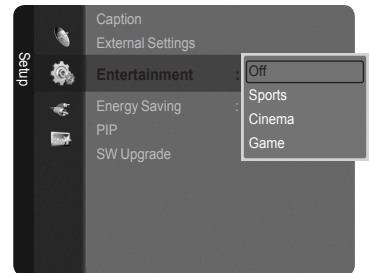 Setup
Caption
External Settings
Entertainment :
Off
Sports
Cinema
Game
Energy Saving :
PIP
SW Upgrade